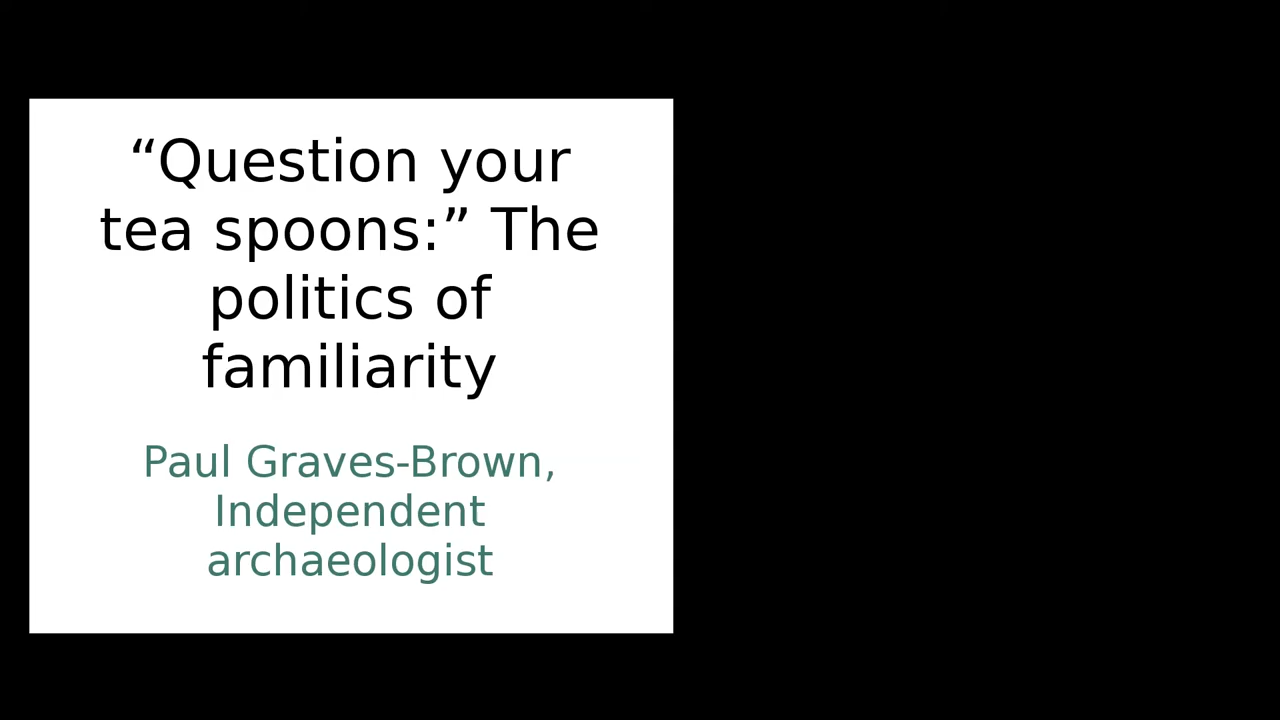 “Question your
tea spoons:” The
politics of
familiarity
Paul Graves-Brown,
Independent
archaeologist